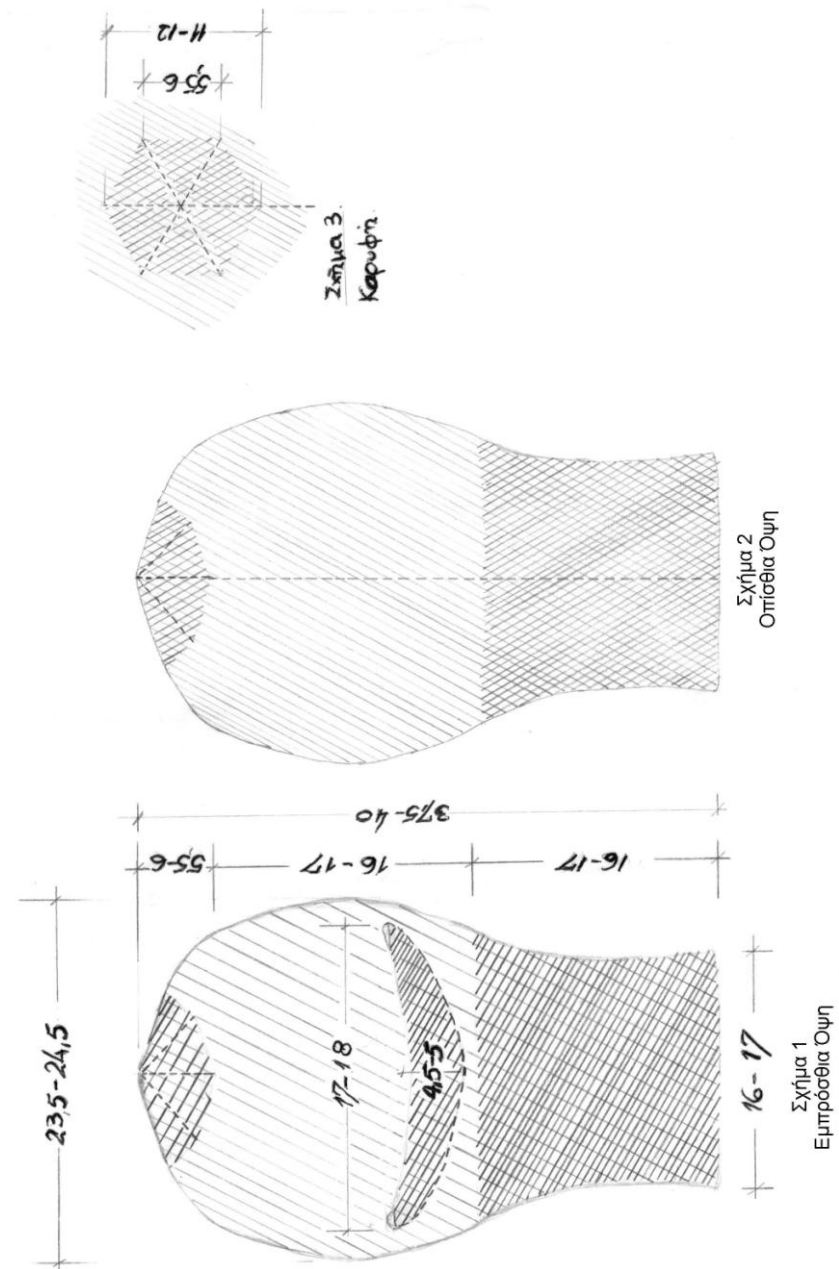 11-12
5,5-6
Σχήμα 3.
Κορυφή.
Σχήμα 2
Οπίσθια Όψη
23,5-24,5
37,5-40
5,5-6
16-17
16-17
17-18
4,5-5
16-17
Σχήμα 1
Εμπρόσθια Όψη